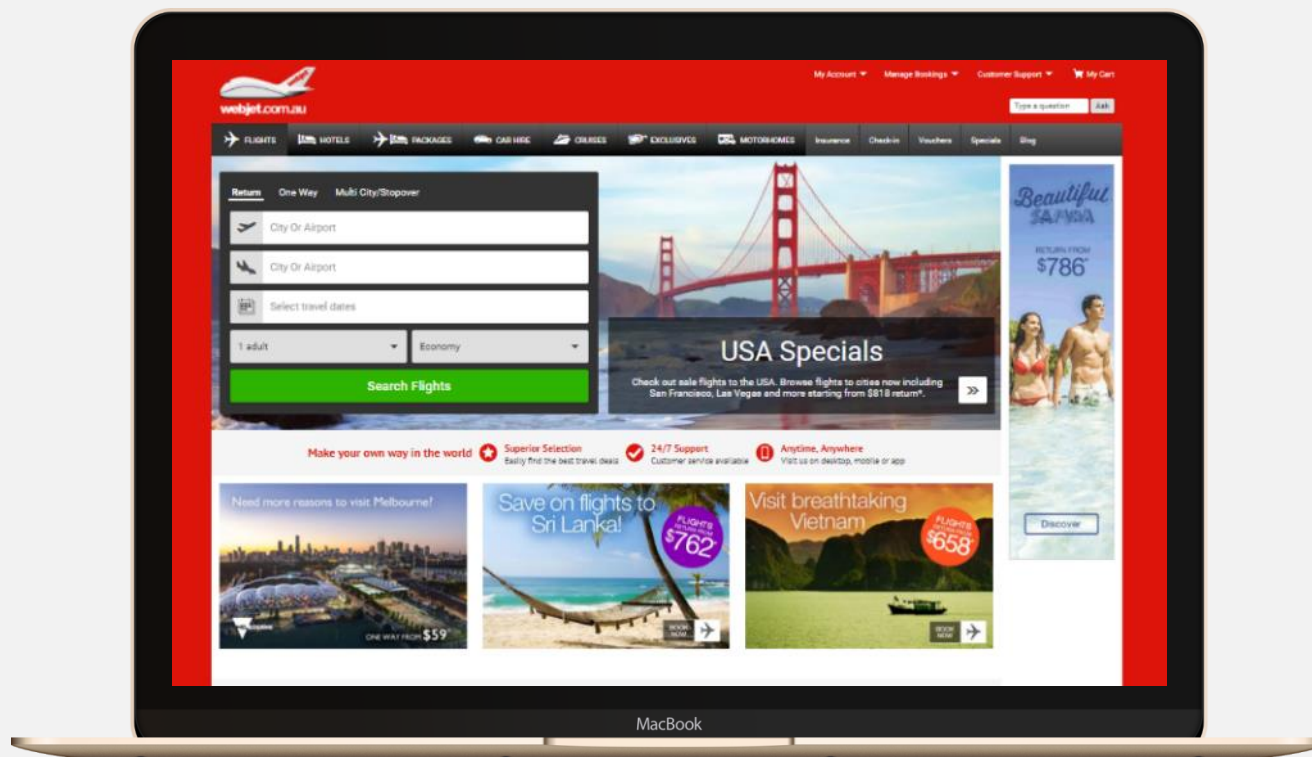 webjet.com.au
My Account
Manage Bookings
Customer Support
My Cart
Type a question
Ask
FLIGHTS
HOTELS
PACKAGES
CAR HIRE
CRUISES
EXCLUSIVES
MOTORHOMES
Insurance
Check-in
Vouchers
Specials
Blog
Return
One Way
Multi City/Stopover
City Or Airport
City Or Airport
Select travel dates
1 adult
Economy
Search Flights
USA Specials
Check out sale flights to the USA. Browse flights to cities now including
San Francisco, Las Vegas and more starting from $818 return*.
Beautiful
RETURN FROM
$786*
Discover
Make your own way in the world
Superior Selection
Easily find the best travel deals
24/7 Support
Customer service available
Anytime, Anywhere
Visit us on desktop, mobile or app
Need more reasons to visit Melbourne?
ONE WAY FROM $59*
Save on flights to
Sri Lanka!
FLIGHTS
RETURN FROM
$762*
BOOK
NOW
Visit breathtaking
Vietnam
FLIGHTS
RETURN FROM
$658*
BOOK
NOW
MacBook